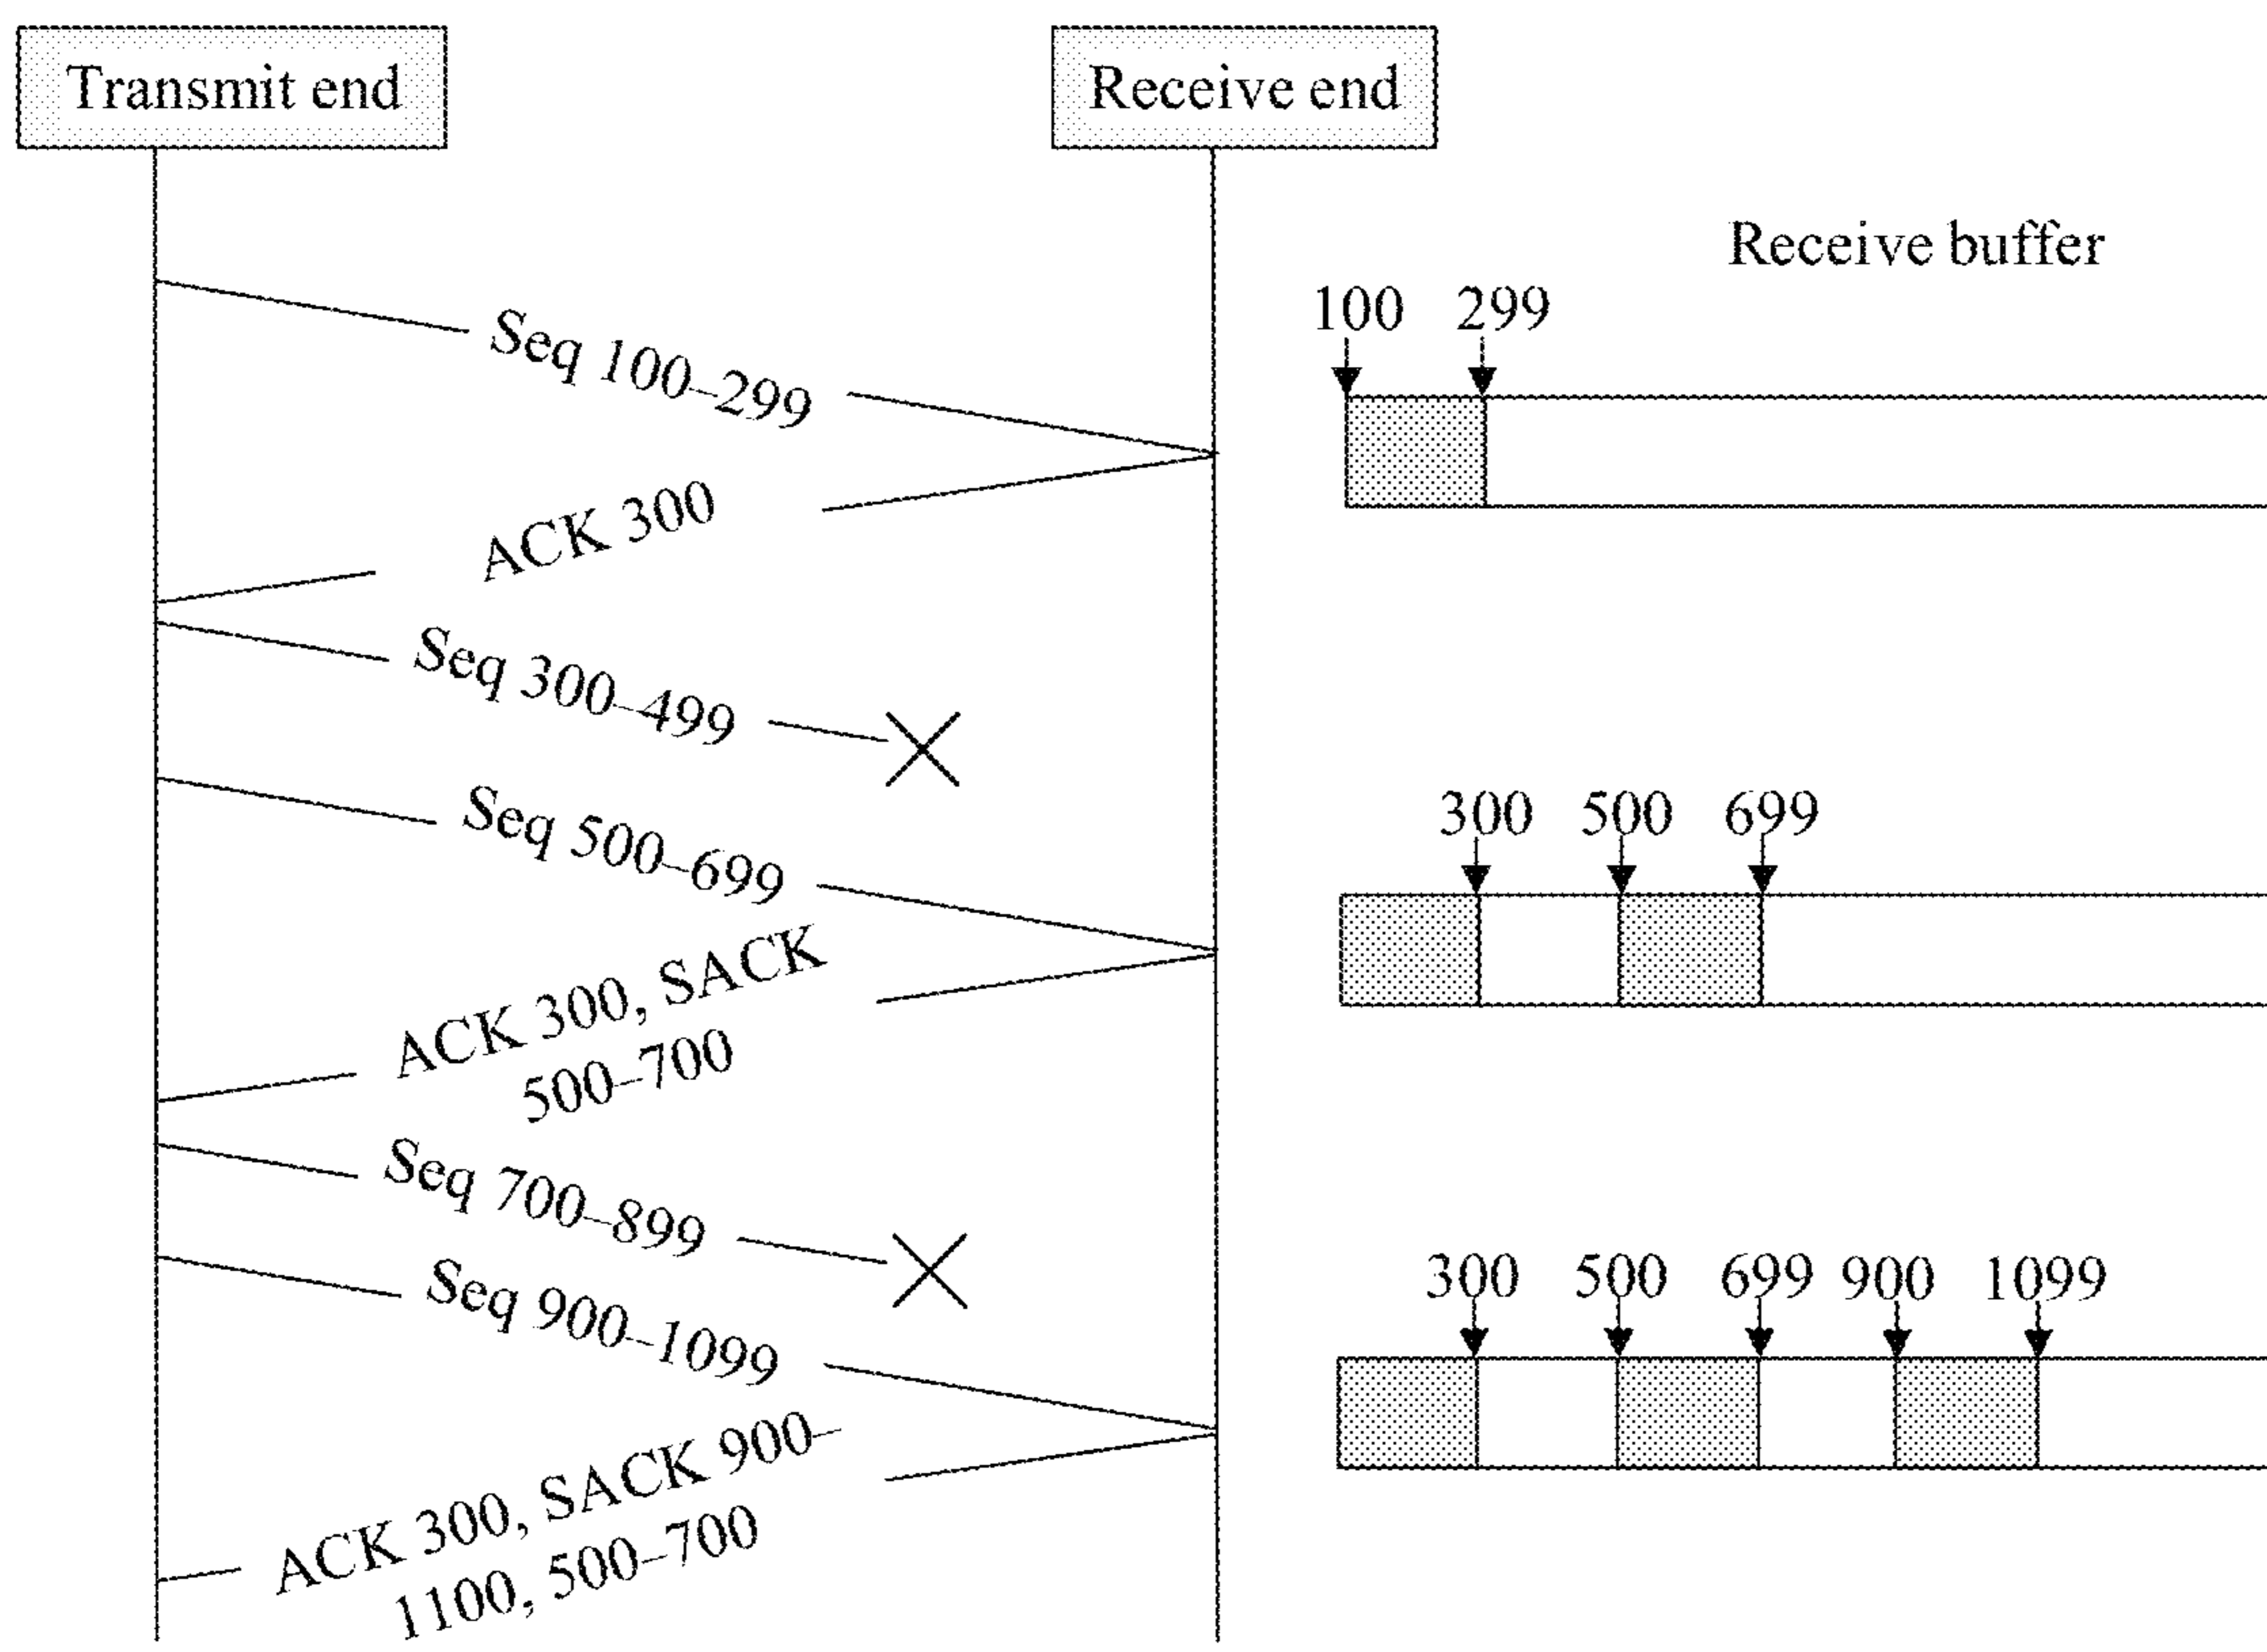 Transmit end
Receive end
Receive buffer
100 299
Seq 100–299
ACK 300
Seq 300–499
300 500 699
Seq 500–699
ACK 300, SACK
500–700
Seq 700–899
300 500 699 900 1099
Seq 900–1099
ACK 300, SACK 900–
1100, 500–700